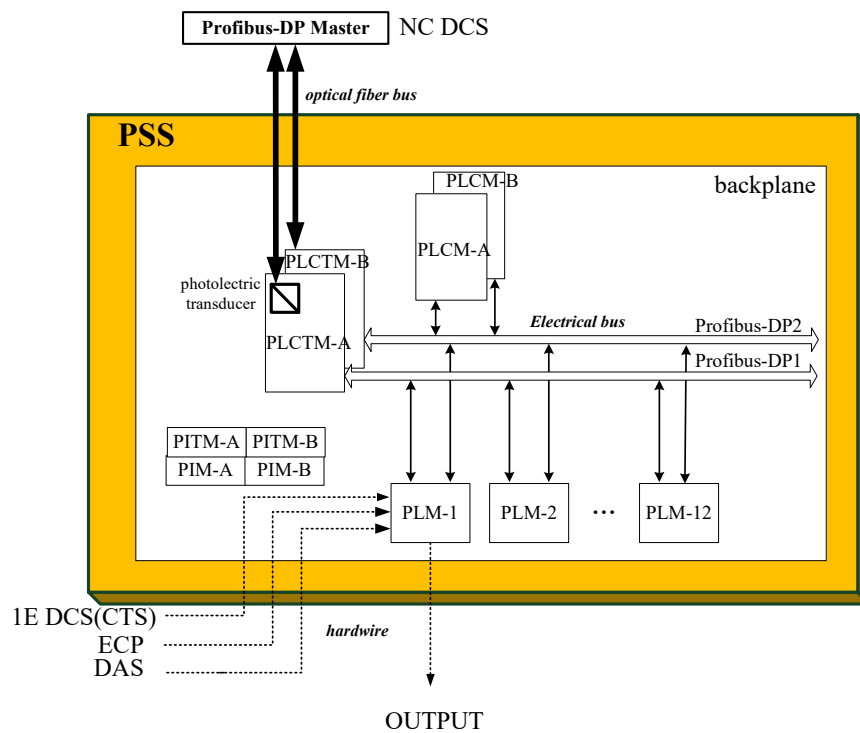 Profibus-DP Master
NC DCS
optical fiber bus
PSS
backplane
PLCM-B
PLCM-A
PLCTM-B
photolectric
transducer
PLCTM-A
Electrical bus
Profibus-DP2
Profibus-DP1
PITM-A
PITM-B
PIM-A
PIM-B
PLM-1
PLM-2
...
PLM-12
1E DCS(CTS)
ECP
DAS
hardwire
OUTPUT